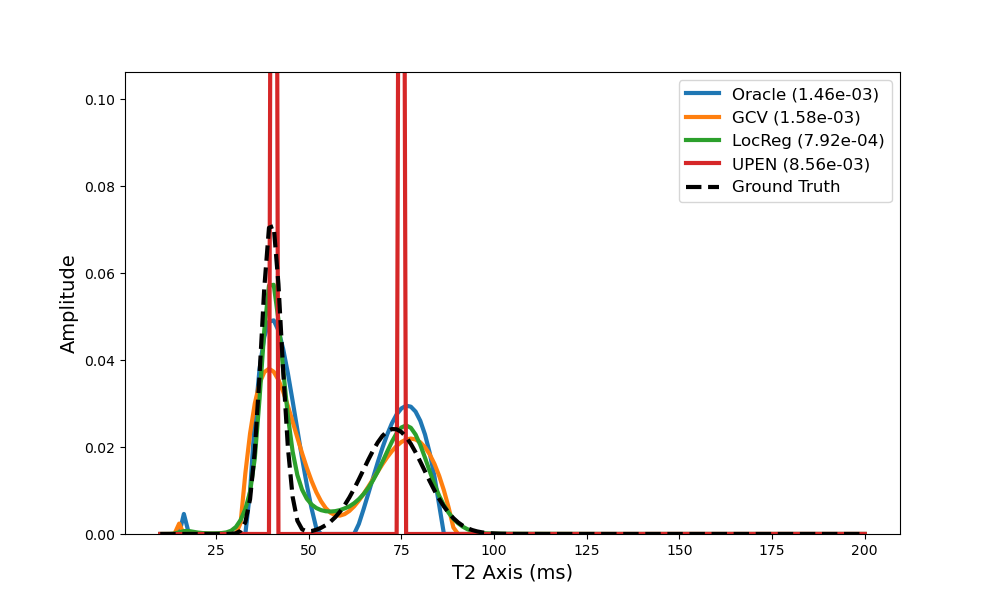 0.10
0.08
0.06
0.04
0.02
0.00
Amplitude
25
50
75
100
125
150
175
200
T2 Axis (ms)
Oracle (1.46e-03)
GCV (1.58e-03)
LocReg (7.92e-04)
UPEN (8.56e-03)
Ground Truth